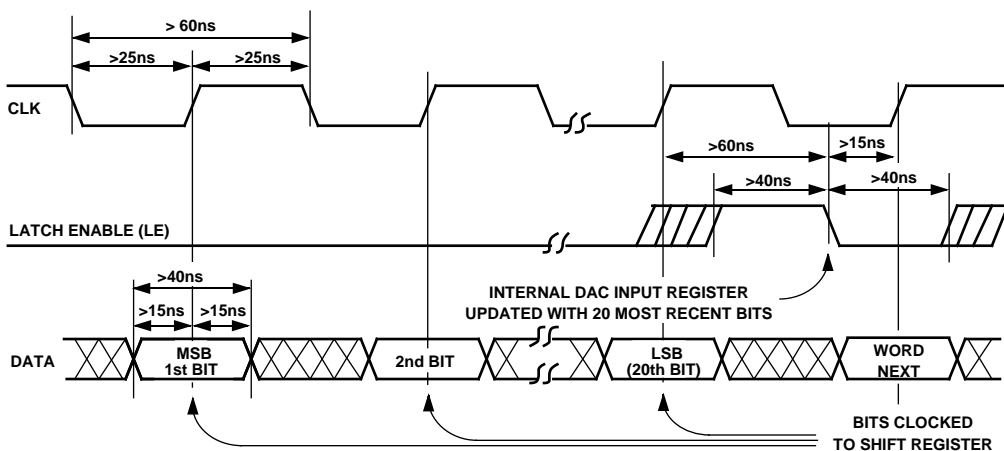 > 60ns
>25ns >25ns
CLK
>60ns >15ns
>40ns >40ns
LATCH ENABLE (LE)
>40ns
INTERNAL DAC INPUT REGISTER
UPDATED WITH 20 MOST RECENT BITS
>15ns >15ns
DATA
MSB
1st BIT
2nd BIT
LSB
(20th BIT)
WORD
NEXT
BITS CLOCKED
TO SHIFT REGISTER